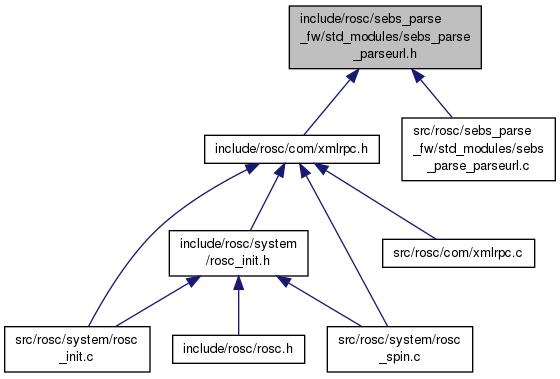 include/rosc/sebs_parse
_fw/std_modules/sebs_parse
_parseurl.h
include/rosc/com/xmlrpc.h
src/rosc/sebs_parse
_fw/std_modules/sebs
_parse_parseurl.c
include/rosc/system
/rosc_init.h
src/rosc/com/xmlrpc.c
src/rosc/system/rosc
_init.c
include/rosc/rosc.h
src/rosc/system/rosc
_spin.c